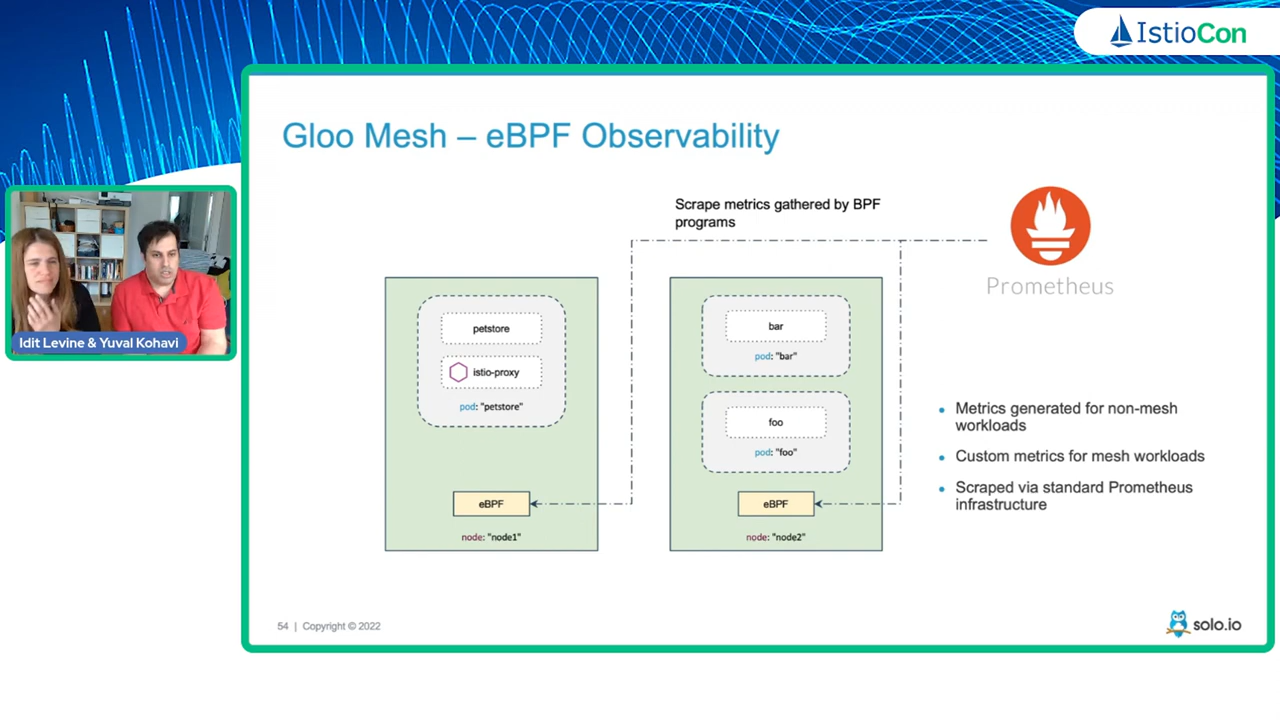 IstioCon
Gloo Mesh – eBPF Observability
Scrape metrics gathered by BPF
programs
Prometheus
petstore
istio-proxy
pod: "petstore"
eBPF
node: "node1"
bar
pod: "bar"
foo
pod: "foo"
eBPF
node: "node2"
• Metrics generated for non-mesh
workloads
• Custom metrics for mesh workloads
• Scraped via standard Prometheus
infrastructure
Idit Levine & Yuval Kohavi
54 | Copyright © 2022
solo.io